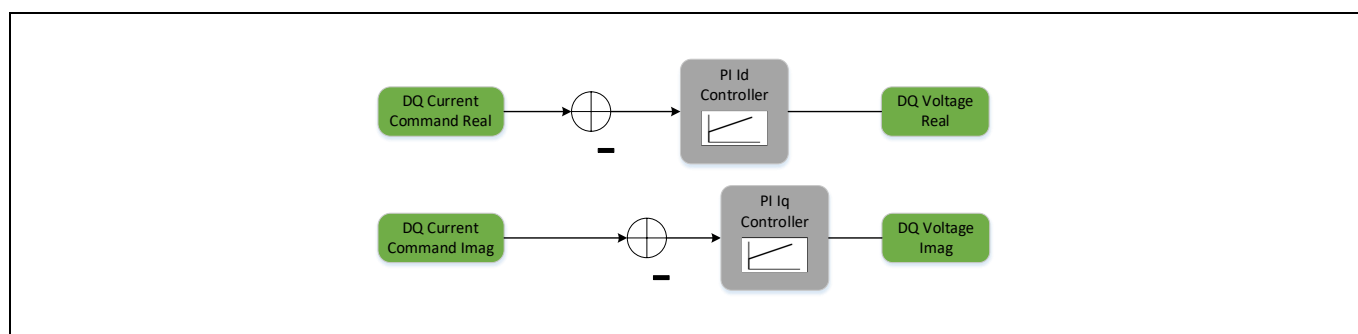 DQ Current
Command Real
PI Id
Controller
DQ Voltage
Real
DQ Current
Command Imag
PI Iq
Controller
DQ Voltage
Imag